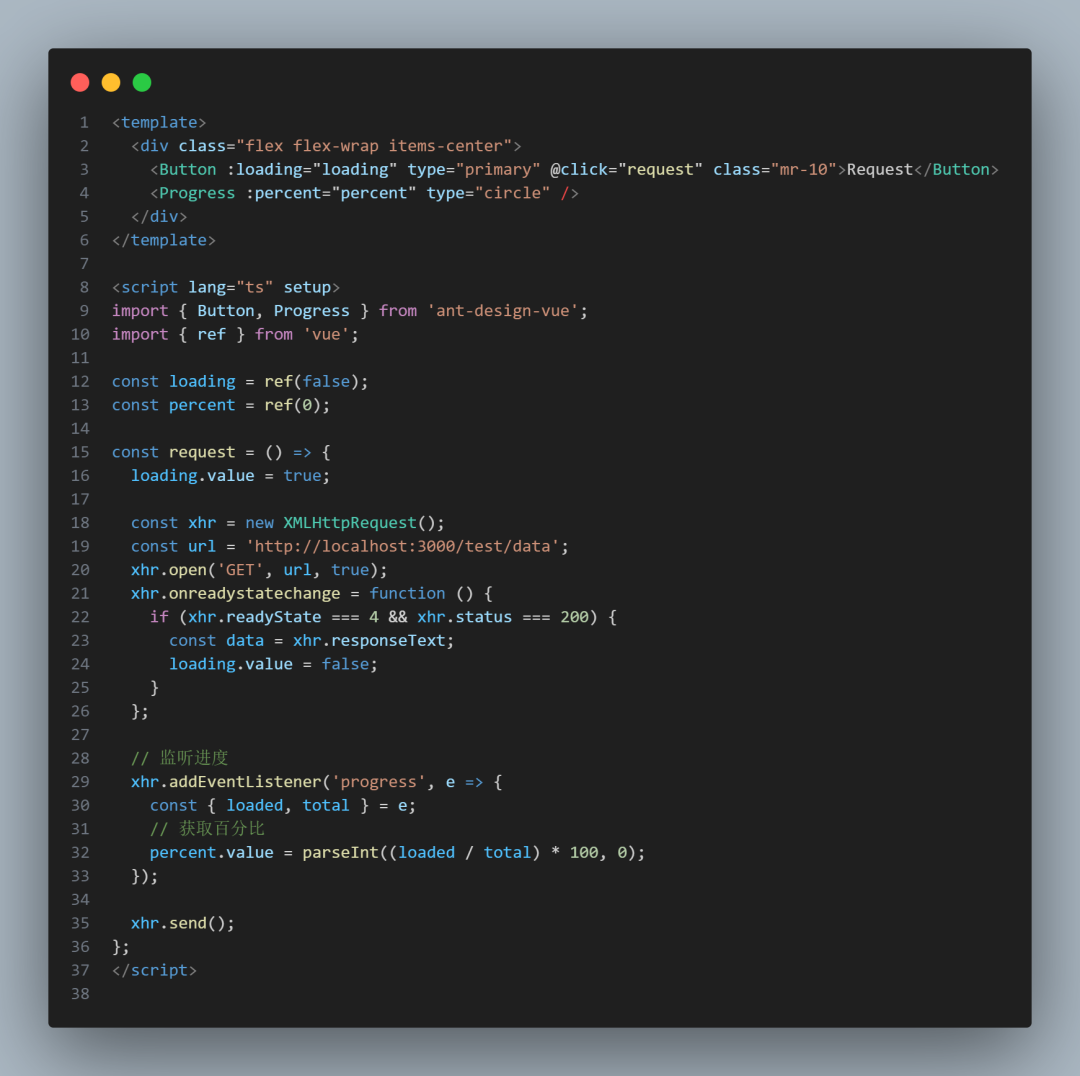 1 <template>
2   <div class="flex flex-wrap items-center">
3     <Button :loading="loading" type="primary" @click="request" class="mr-10">Request</Button>
4     <Progress :percent="percent" type="circle" />
5   </div>
6 </template>
7
8 <script lang="ts" setup>
9 import { Button, Progress } from 'ant-design-vue';
10 import { ref } from 'vue';
11
12 const loading = ref(false);
13 const percent = ref(0);
14
15 const request = () => {
16   loading.value = true;
17
18   const xhr = new XMLHttpRequest();
19   const url = 'http://localhost:3000/test/data';
20   xhr.open('GET', url, true);
21   xhr.onreadystatechange = function () {
22     if (xhr.readyState === 4 && xhr.status === 200) {
23       const data = xhr.responseText;
24       loading.value = false;
25     }
26   };
27
28   // 监听进度
29   xhr.addEventListener('progress', e => {
30     const { loaded, total } = e;
31     // 获取百分比
32     percent.value = parseInt((loaded / total) * 100, 0);
33   });
34
35   xhr.send();
36 };
37 </script>
38